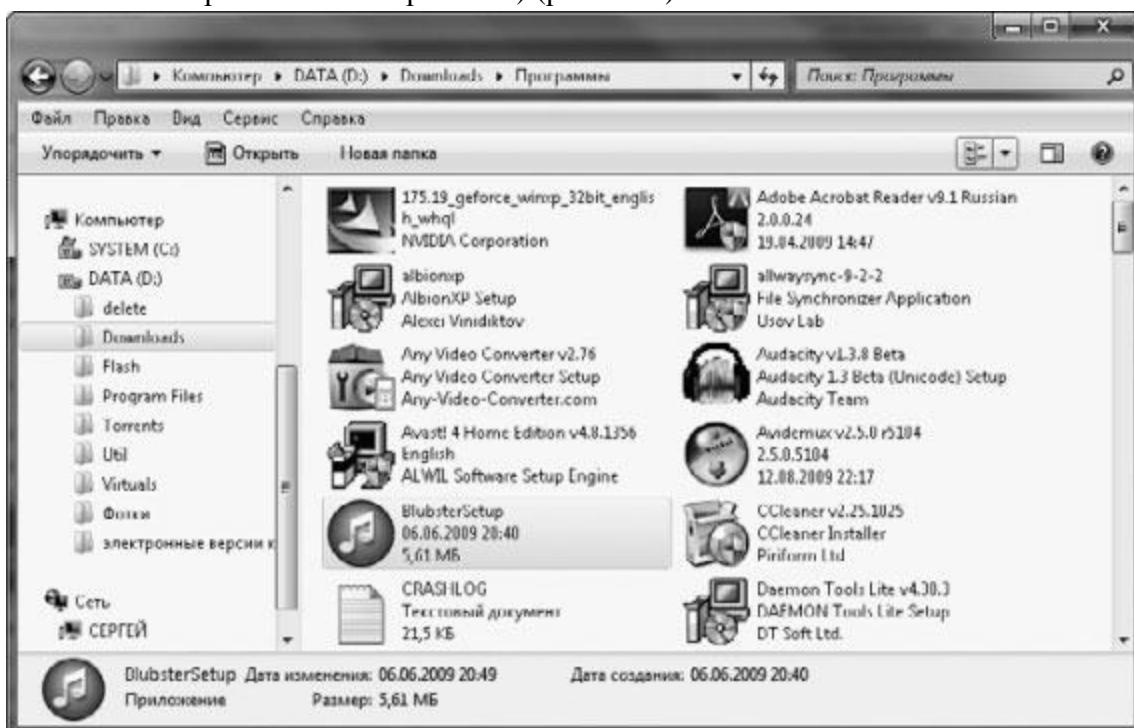 Компьютер ▸ DATA (D:) ▸ Downloads ▸ Программы
Поиск: Программы
Файл Правка Вид Сервис Справка
Упорядочить Открыть Новая папка
Компьютер
SYSTEM (C:)
DATA (D:)
delete
Downloads
Flash
Program Files
Torrents
Util
Virtuals
Фотки
электронные версии к
Сеть
СЕРГЕЙ
175.19_geforce_winxp_32bit_englis
h_whql
NVIDIA Corporation
Adobe Acrobat Reader v9.1 Russian
2.0.0.24
19.04.2009 14:47
albionxp
AlbionXP Setup
Alexei Vinidiktov
allwaysync-9-2-2
File Synchronizer Application
Usov Lab
Any Video Converter v2.76
Any Video Converter Setup
Any-Video-Converter.com
Audacity v1.3.8 Beta
Audacity 1.3 Beta (Unicode) Setup
Audacity Team
Avast! 4 Home Edition v4.8.1356
English
ALWIL Software Setup Engine
Avidemux v2.5.0 r5104
2.5.0.5104
12.08.2009 22:17
BlubsterSetup
06.06.2009 20:40
5,61 МБ
CCleaner v2.25.1025
CCleaner Installer
Piriform Ltd
CRASHLOG
Текстовый документ
21,5 КБ
Daemon Tools Lite v4.30.3
DAEMON Tools Lite Setup
DT Soft Ltd.
BlubsterSetup Дата изменения: 06.06.2009 20:49 Дата создания: 06.06.2009 20:40
Приложение Размер: 5,61 МБ